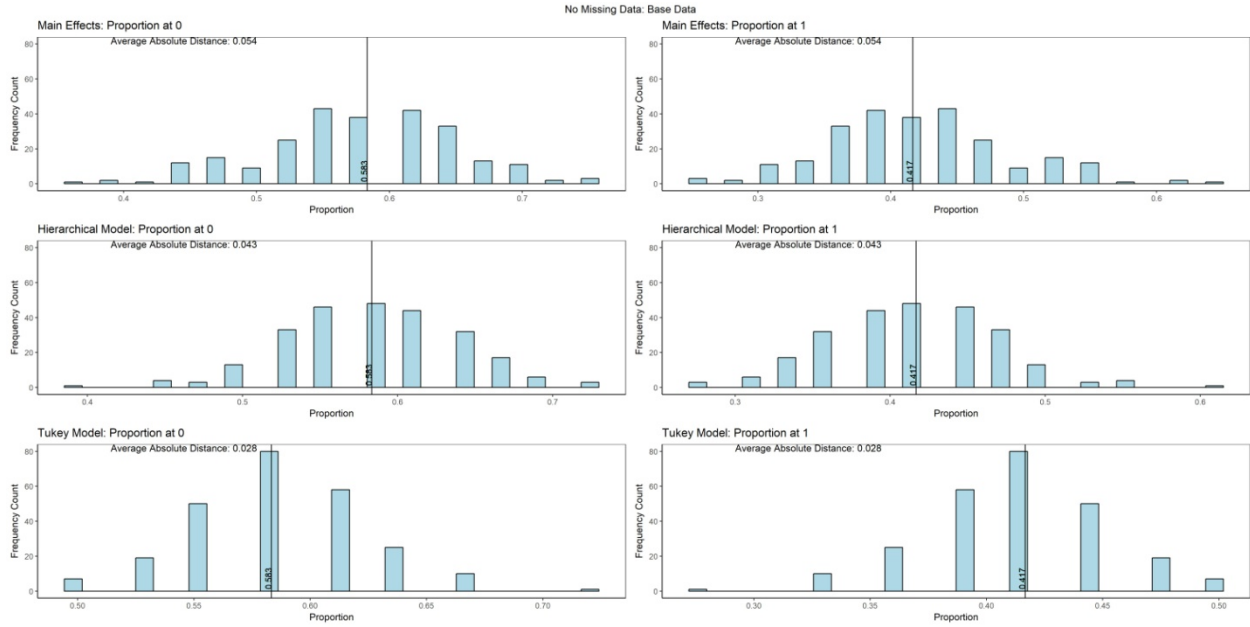 No Missing Data: Base Data
Main Effects: Proportion at 0
Average Absolute Distance: 0.054
Frequency Count
80
60
40
20
0
0.583
0.4 0.5 0.6 0.7
Proportion
Main Effects: Proportion at 1
Average Absolute Distance: 0.054
Frequency Count
80
60
40
20
0
0.417
0.3 0.4 0.5 0.6
Proportion
Hierarchical Model: Proportion at 0
Average Absolute Distance: 0.043
Frequency Count
80
60
40
20
0
0.583
0.4 0.5 0.6 0.7
Proportion
Hierarchical Model: Proportion at 1
Average Absolute Distance: 0.043
Frequency Count
80
60
40
20
0
0.417
0.3 0.4 0.5 0.6
Proportion
Tukey Model: Proportion at 0
Average Absolute Distance: 0.028
Frequency Count
80
60
40
20
0
0.583
0.50 0.55 0.60 0.65 0.70
Proportion
Tukey Model: Proportion at 1
Average Absolute Distance: 0.028
Frequency Count
80
60
40
20
0
0.417
0.30 0.35 0.40 0.45 0.50
Proportion